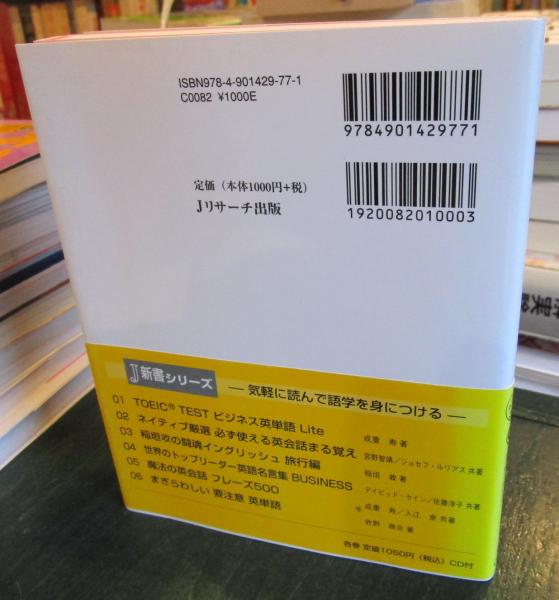 ISBN978-4-901429-77-1
C0082 ¥1000E
9784901429771
定価（本体1000円+税）
Jリサーチ出版
1920082010003
J新書シリーズ
—気軽に読んで語学を身につける—
01 TOEIC® TEST ビジネス英単語 Lite 成重 寿 著
02 ネイティブ厳選 必ず使える英会話まる覚え 宮野智靖／ジョセフ・ルリアス 共著
03 稲垣收の闘魂イングリッシュ 旅行編 稲垣 收 著
04 世界のトップリーダー英語名言集 BUSINESS デイビッド・セイン／佐藤淳子 共著
05 魔法の英会話 フレーズ500 成重 寿／入江 泉 共著
06 まぎらわしい 要注意 英単語 牧野 著
各巻 定価1050円（税込）CD付